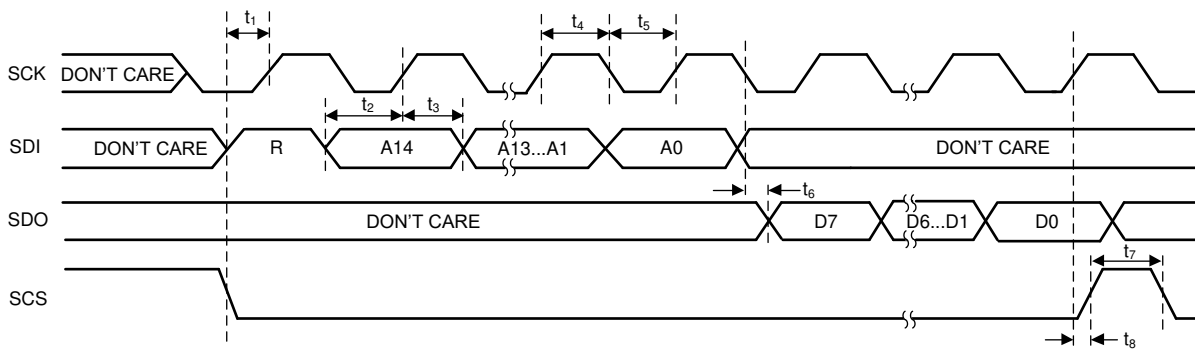 t1 t4 t5
SCK DON'T CARE
t2 t3
SDI DON'T CARE R A14 A13...A1 A0 DON'T CARE
t6
SDO DON'T CARE D7 D6...D1 D0
t7
SCS
t8